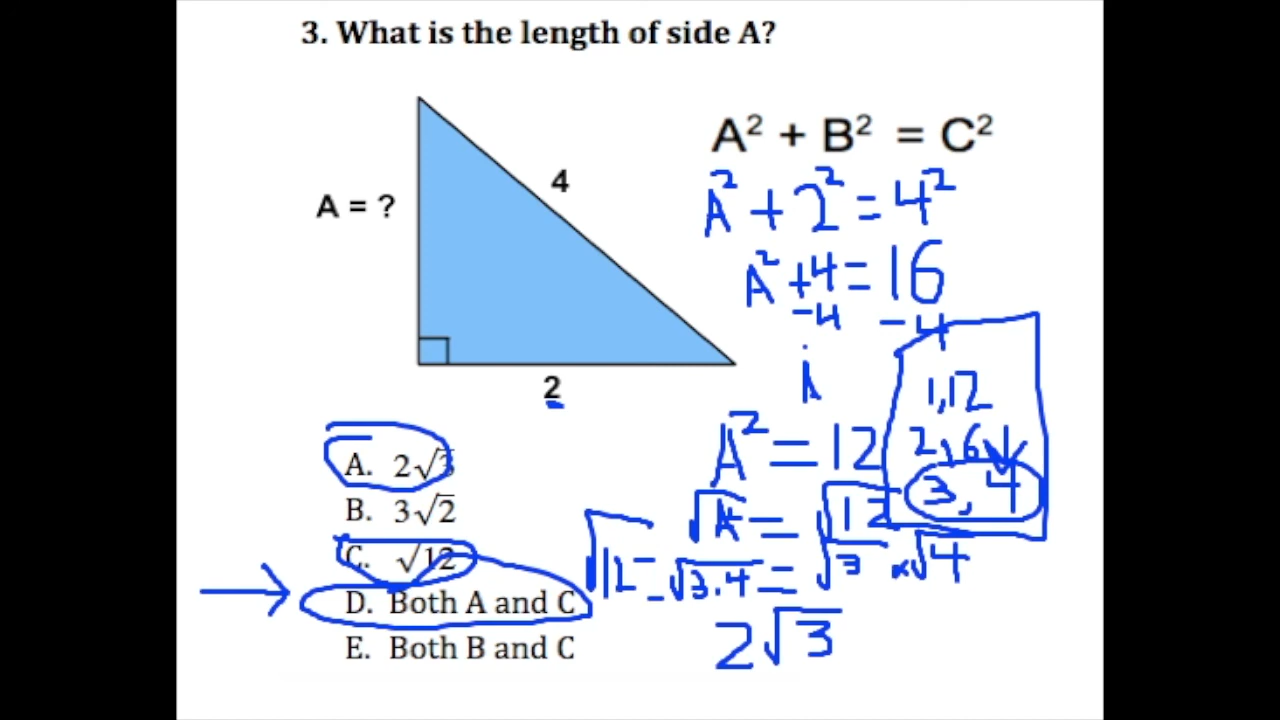 3. What is the length of side A?
A² + B² = C²
A = ?
4
2
A² + 2² = 4²
A² + 4 = 16
-4 -4
1,12
2,6
3, 4
A² = 12
√A = √12
√12 = √3·4 = √3 × √4
2√3
A. 2√3
B. 3√2
C. √12
D. Both A and C
E. Both B and C